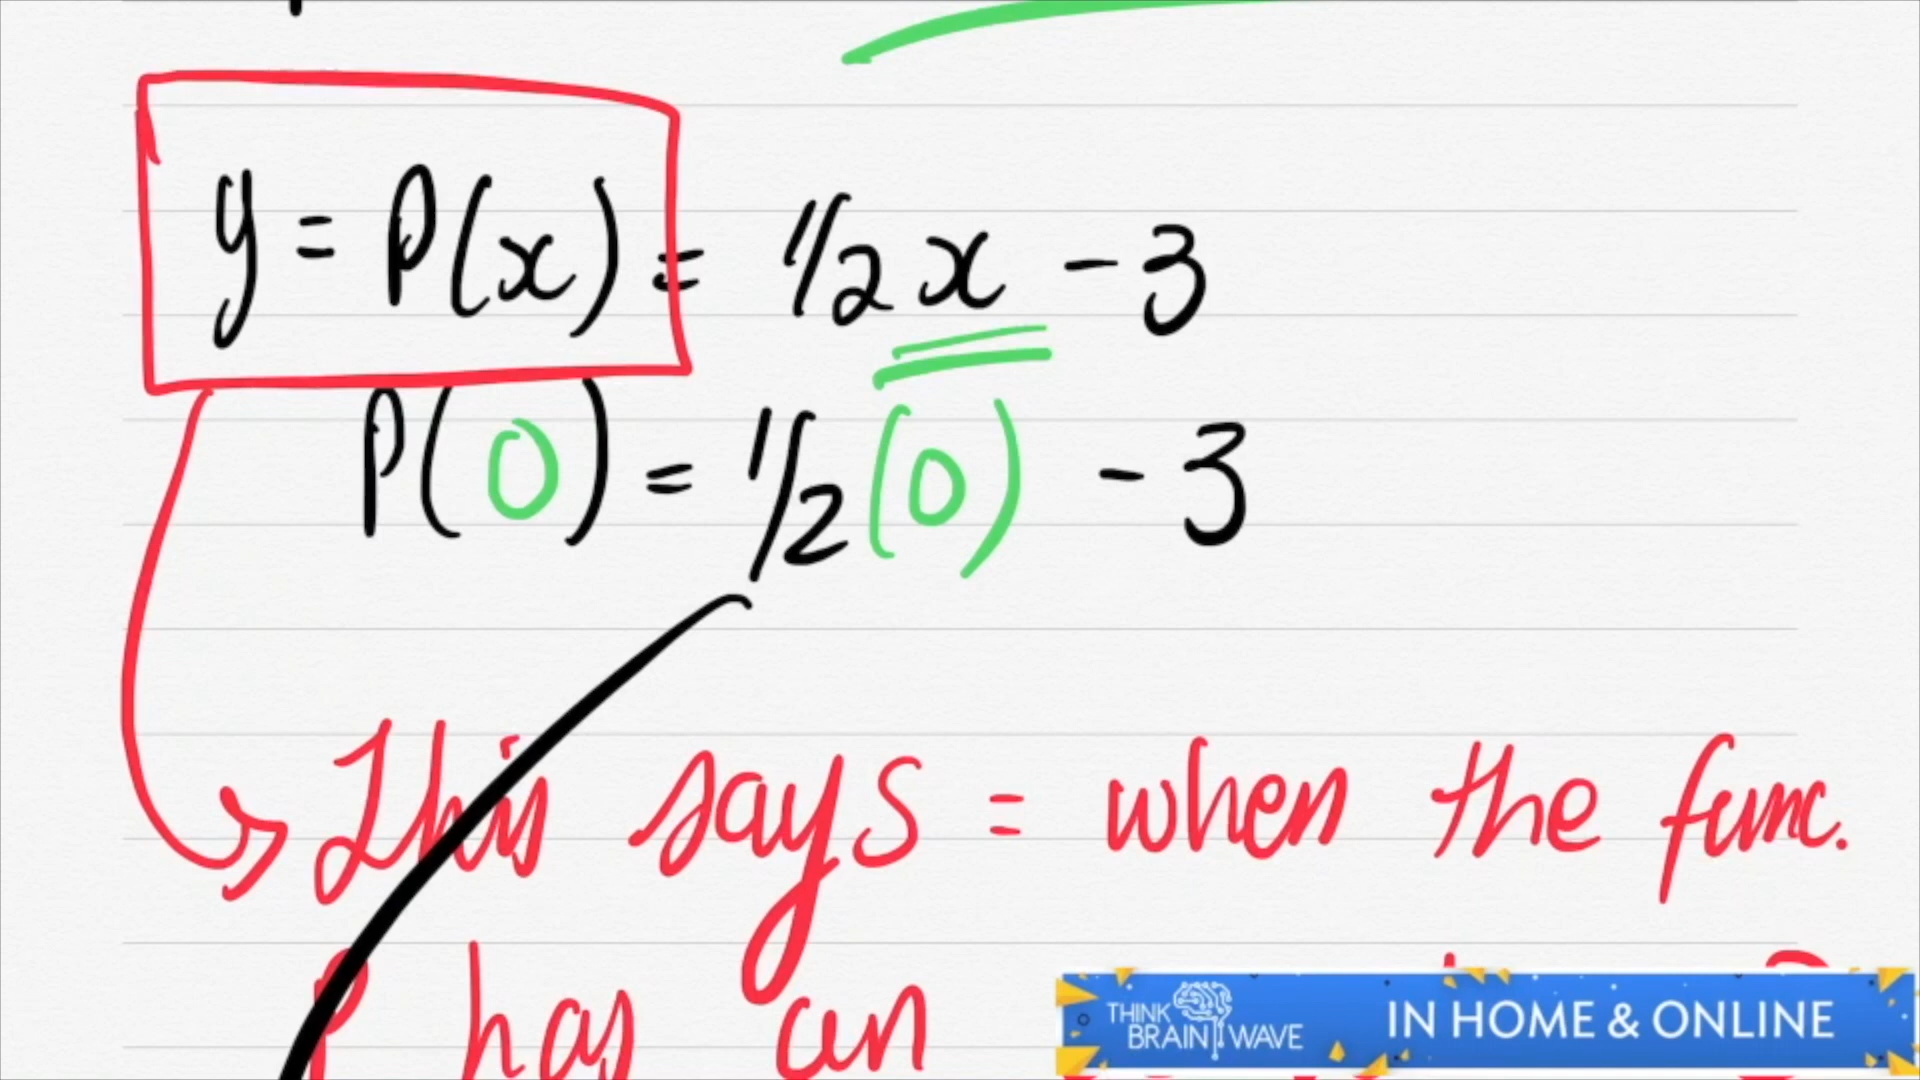 y = P(x) = 1/2 x - 3
P(0) = 1/2 (0) - 3
This says = when the func.
P has an
THINK
BRAIN WAVE
IN HOME & ONLINE